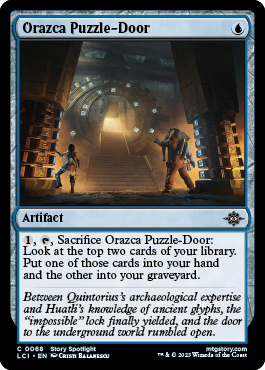 Orazca Puzzle-Door
Artifact
1, T, Sacrifice Orazca Puzzle-Door:
Look at the top two cards of your library.
Put one of those cards into your hand
and the other into your graveyard.
Between Quintorius's archaeological expertise
and Huatli's knowledge of ancient glyphs, the
“impossible” lock finally yielded, and the door
to the underground world rumbled open.
C 0068 Story Spotlight mtgstory.com
LCI • EN Cristi Balanescu ™ & © 2023 Wizards of the Coast